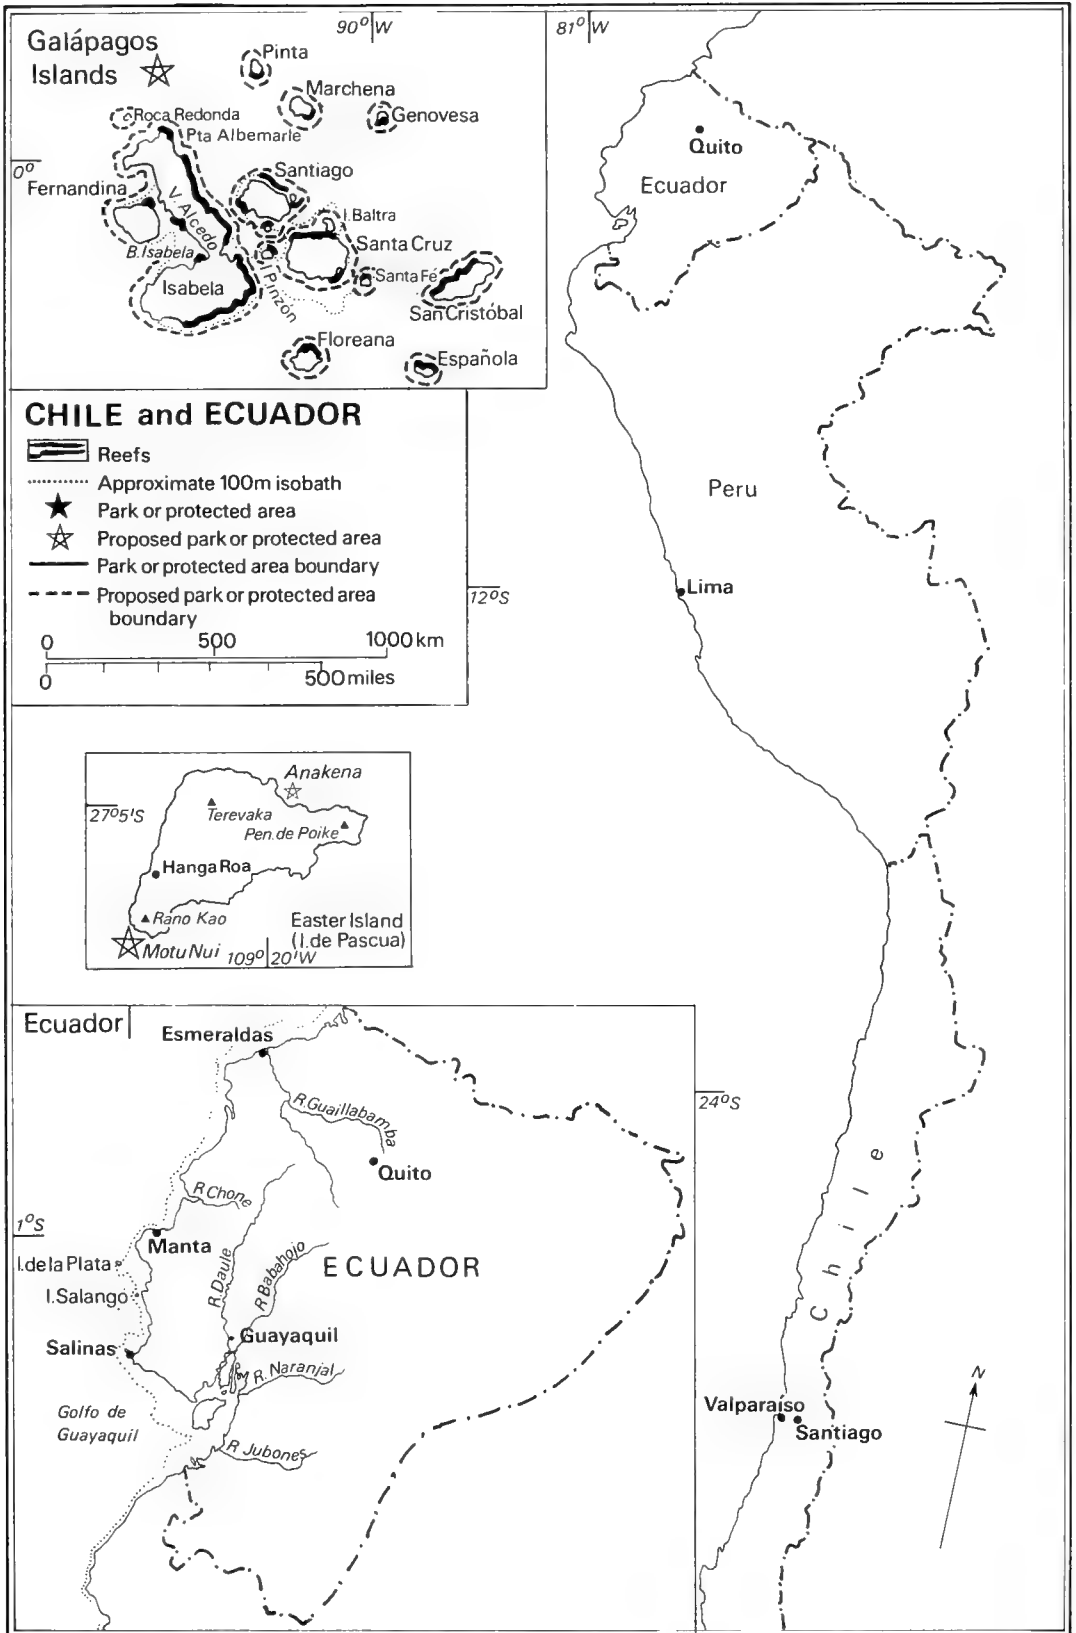 90°W
81°W
Galápagos
Islands
Pinta
Marchena
Genovesa
Roca Redonda
Pta Albemarle
0°
Fernandina
Santiago
V. Alcedo
I. Baltra
B. Isabela
Santa Cruz
Isabela
I Pinzón
Santa Fé
San Cristóbal
Floreana
Española
Quito
Ecuador
CHILE and ECUADOR
Reefs
Approximate 100m isobath
Park or protected area
Proposed park or protected area
Park or protected area boundary
Proposed park or protected area
boundary
0 500 1000 km
0 500 miles
Peru
Lima
12°S
Anakena
27°5'S
Terevaka
Pen. de Poike
Hanga Roa
Rano Kao
Easter Island
(I. de Pascua)
Motu Nui
109° 20'W
Ecuador
Esmeraldas
R. Guaillabamba
Quito
R Chone
1°S
Manta
I. de la Plata
I. Salango
R. Daule
R Babahojo
ECUADOR
Salinas
Guayaquil
R. Naranjal
Golfo de
Guayaquil
R Jubones
24°S
Chile
Valparaíso
Santiago
N